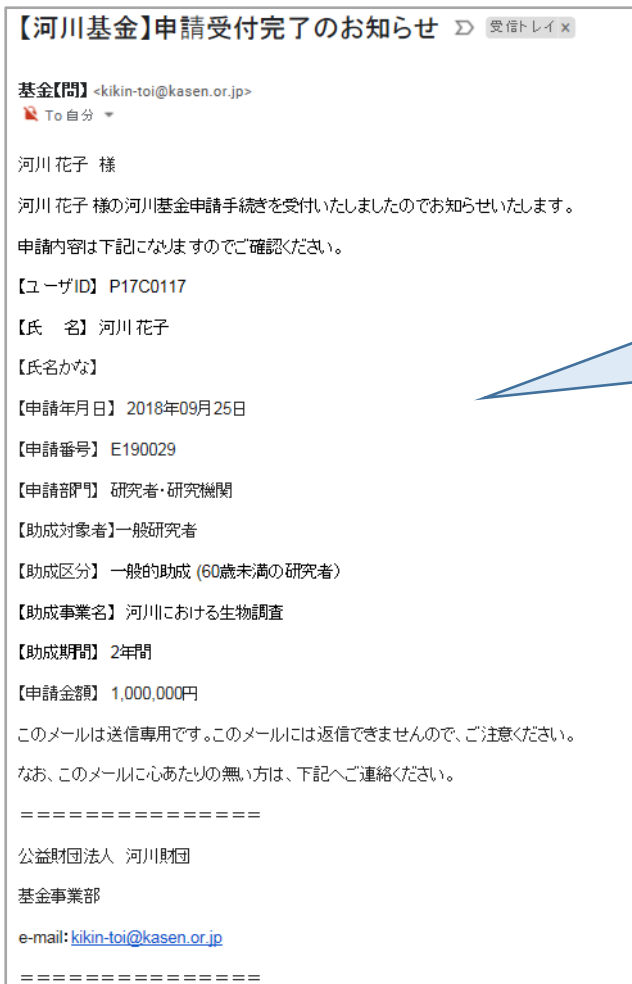 【河川基金】申請受付完了のお知らせ 受信トレイ x
基金【問】 <kikin-toi@kasen.or.jp>
To 自分
河川 花子 様
河川 花子 様の河川基金申請手続きを受付いたしましたのでお知らせいたします。
申請内容は下記になりますのでご確認ください。
【ユーザID】 P17C0117
【氏　名】 河川 花子
【氏名かな】
【申請年月日】 2018年09月25日
【申請番号】 E190029
【申請部門】 研究者・研究機関
【助成対象者】一般研究者
【助成区分】 一般的助成 (60歳未満の研究者)
【助成事業名】 河川における生物調査
【助成期間】 2年間
【申請金額】 1,000,000円
このメールは送信専用です。このメールには返信できませんので、ご注意ください。
なお、このメールに心あたりの無い方は、下記へご連絡ください。
＝＝＝＝＝＝＝＝＝＝＝＝＝＝＝
公益財団法人　河川財団
基金事業部
e-mail：kikin-toi@kasen.or.jp
＝＝＝＝＝＝＝＝＝＝＝＝＝＝＝